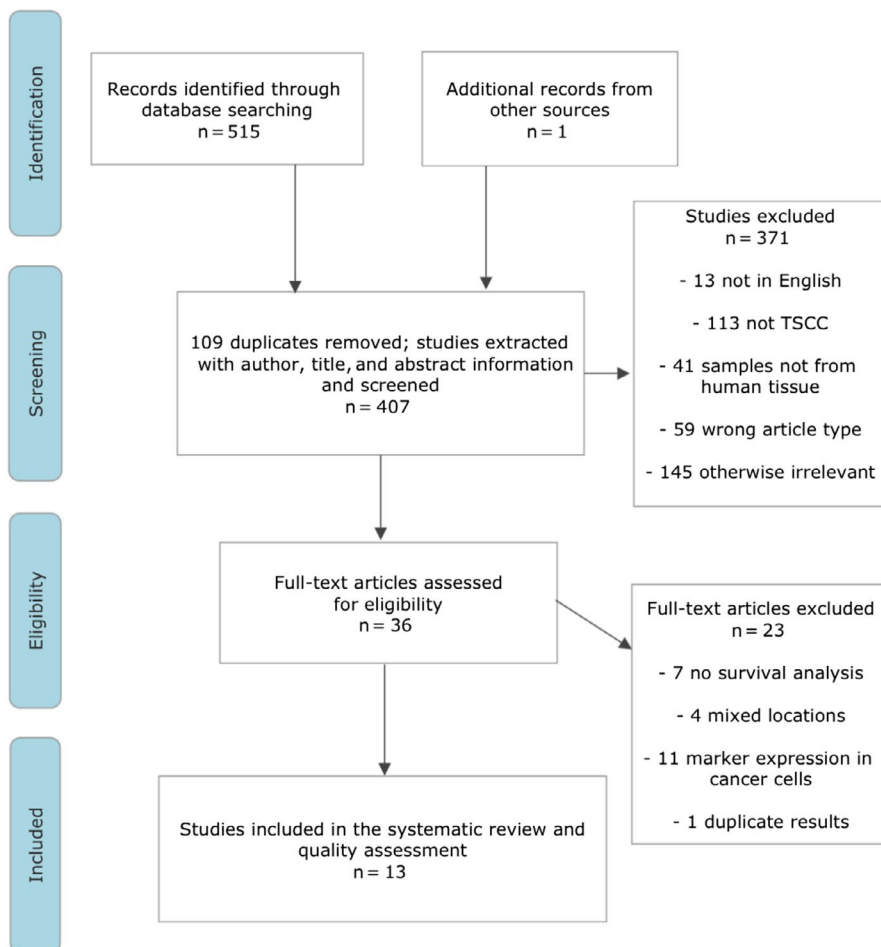 Identification
Records identified through
database searching
n = 515
Additional records from
other sources
n = 1
Screening
109 duplicates removed; studies extracted
with author, title, and abstract information
and screened
n = 407
Studies excluded
n = 371
- 13 not in English
- 113 not TSCC
- 41 samples not from
human tissue
- 59 wrong article type
- 145 otherwise irrelevant
Eligibility
Full-text articles assessed
for eligibility
n = 36
Full-text articles excluded
n = 23
- 7 no survival analysis
- 4 mixed locations
- 11 marker expression in
cancer cells
- 1 duplicate results
Included
Studies included in the systematic review and
quality assessment
n = 13